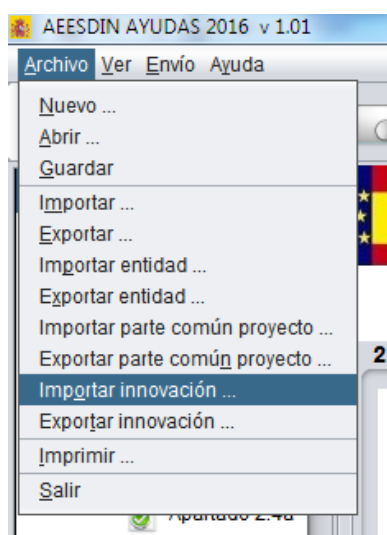 AEESDIN AYUDAS 2016 v 1.01
Archivo Ver Envío Ayuda
Nuevo ...
Abrir ...
Guardar
Importar ...
Exportar ...
Importar entidad ...
Exportar entidad ...
Importar parte común proyecto ...
Exportar parte común proyecto ...
2
Importar innovación ...
Exportar innovación ...
Imprimir ...
Salir
Apartado 2.4a